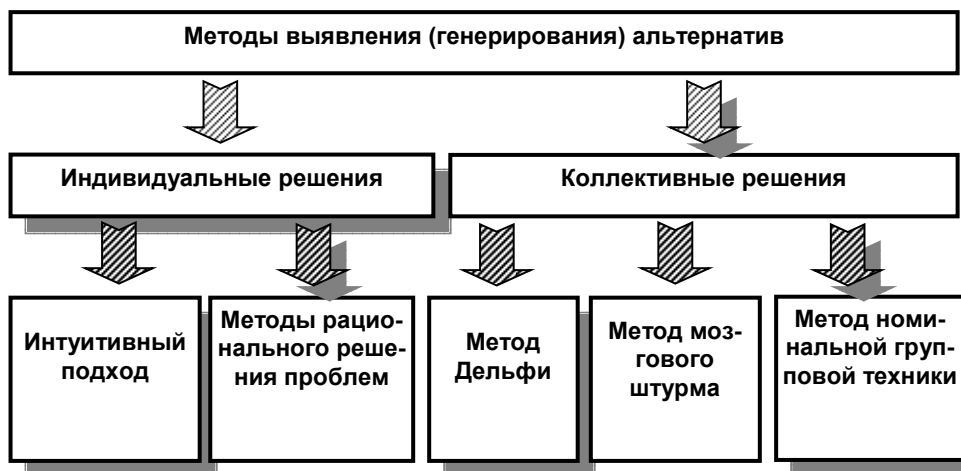 Методы выявления (генерирования) альтернатив
Индивидуальные решения
Коллективные решения
Интуитивный
подход
Методы рацио-
нального реше-
ния проблем
Метод
Дельфи
Метод моз-
гового
штурма
Метод номи-
нальной груп-
повой техники